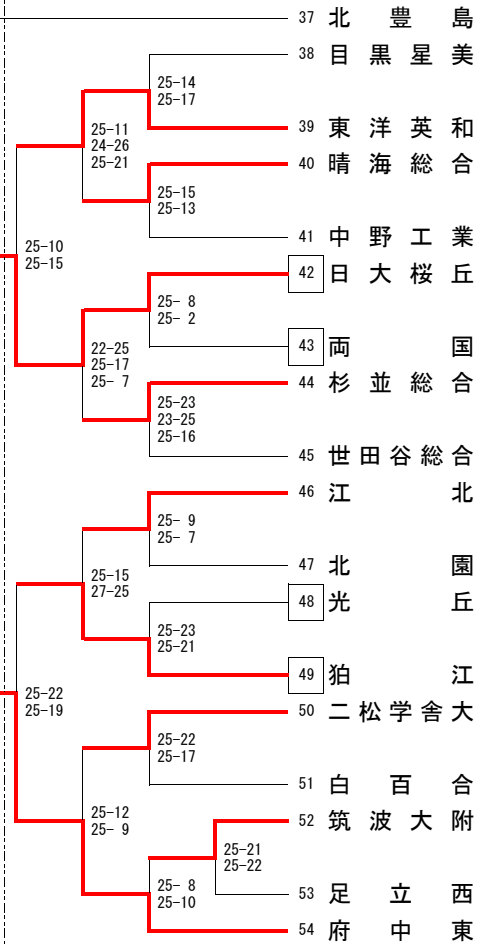 37 北豊島
38 目黒星美
25-14
25-17
39 東洋英和
25-11
24-26
25-21
40 晴海総合
25-15
25-13
41 中野工業
25-10
25-15
42 日大桜丘
25- 8
25- 2
43 両国
22-25
25-17
25- 7
44 杉並総合
25-23
23-25
25-16
45 世田谷総合
46 江北
25- 9
25- 7
47 北園
25-15
27-25
48 光丘
25-23
25-21
49 狛江
25-22
25-19
50 二松学舎大
25-22
25-17
51 白百合
25-12
25- 9
52 筑波大附
25-21
25-22
53 足立西
25- 8
25-10
54 府中東